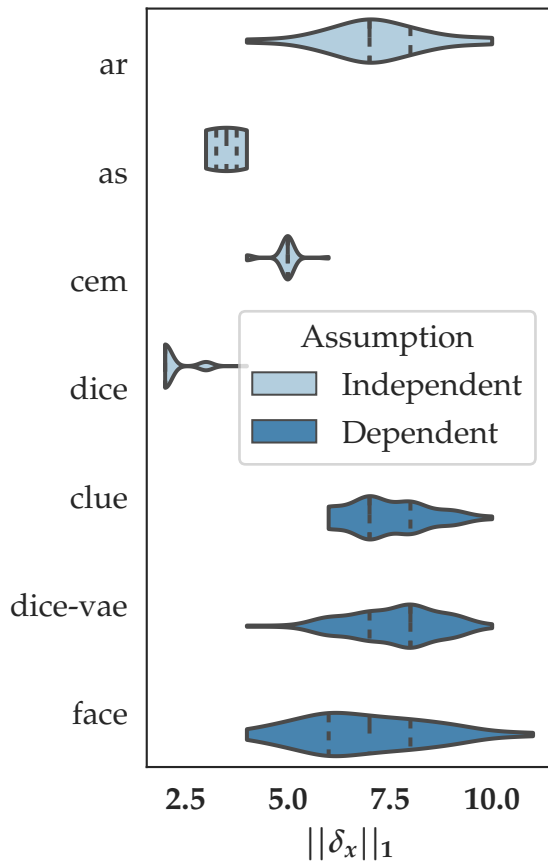 ar
as
cem
dice
Assumption
Independent
Dependent
clue
dice-vae
face
2.5 5.0 7.5 10.0
||δₓ||₁